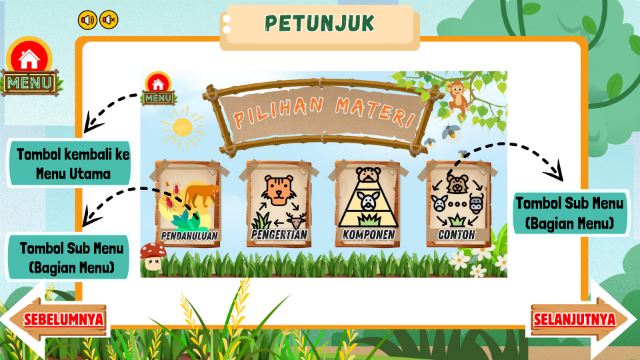 PETUNJUK
MENU
MENU
PILIHAN MATERI
Tombol kembali ke
Menu Utama
PENDAHULUAN
PENGERTIAN
KOMPONEN
CONTOH
Tombol Sub Menu
(Bagian Menu)
Tombol Sub Menu
(Bagian Menu)
SEBELUMNYA
SELANJUTNYA